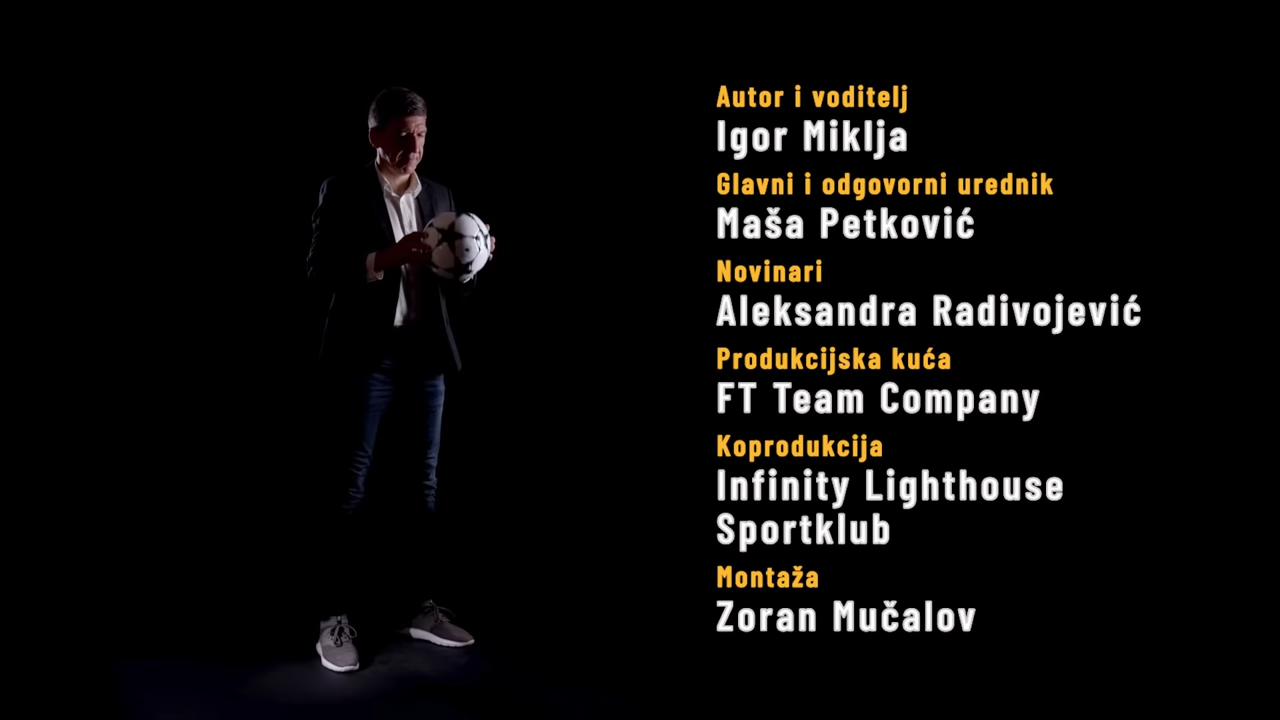 Autor i voditelj
Igor Miklja
Glavni i odgovorni urednik
Maša Petković
Novinari
Aleksandra Radivojević
Produkcijska kuća
FT Team Company
Koprodukcija
Infinity Lighthouse
Sportklub
Montaža
Zoran Mučalov